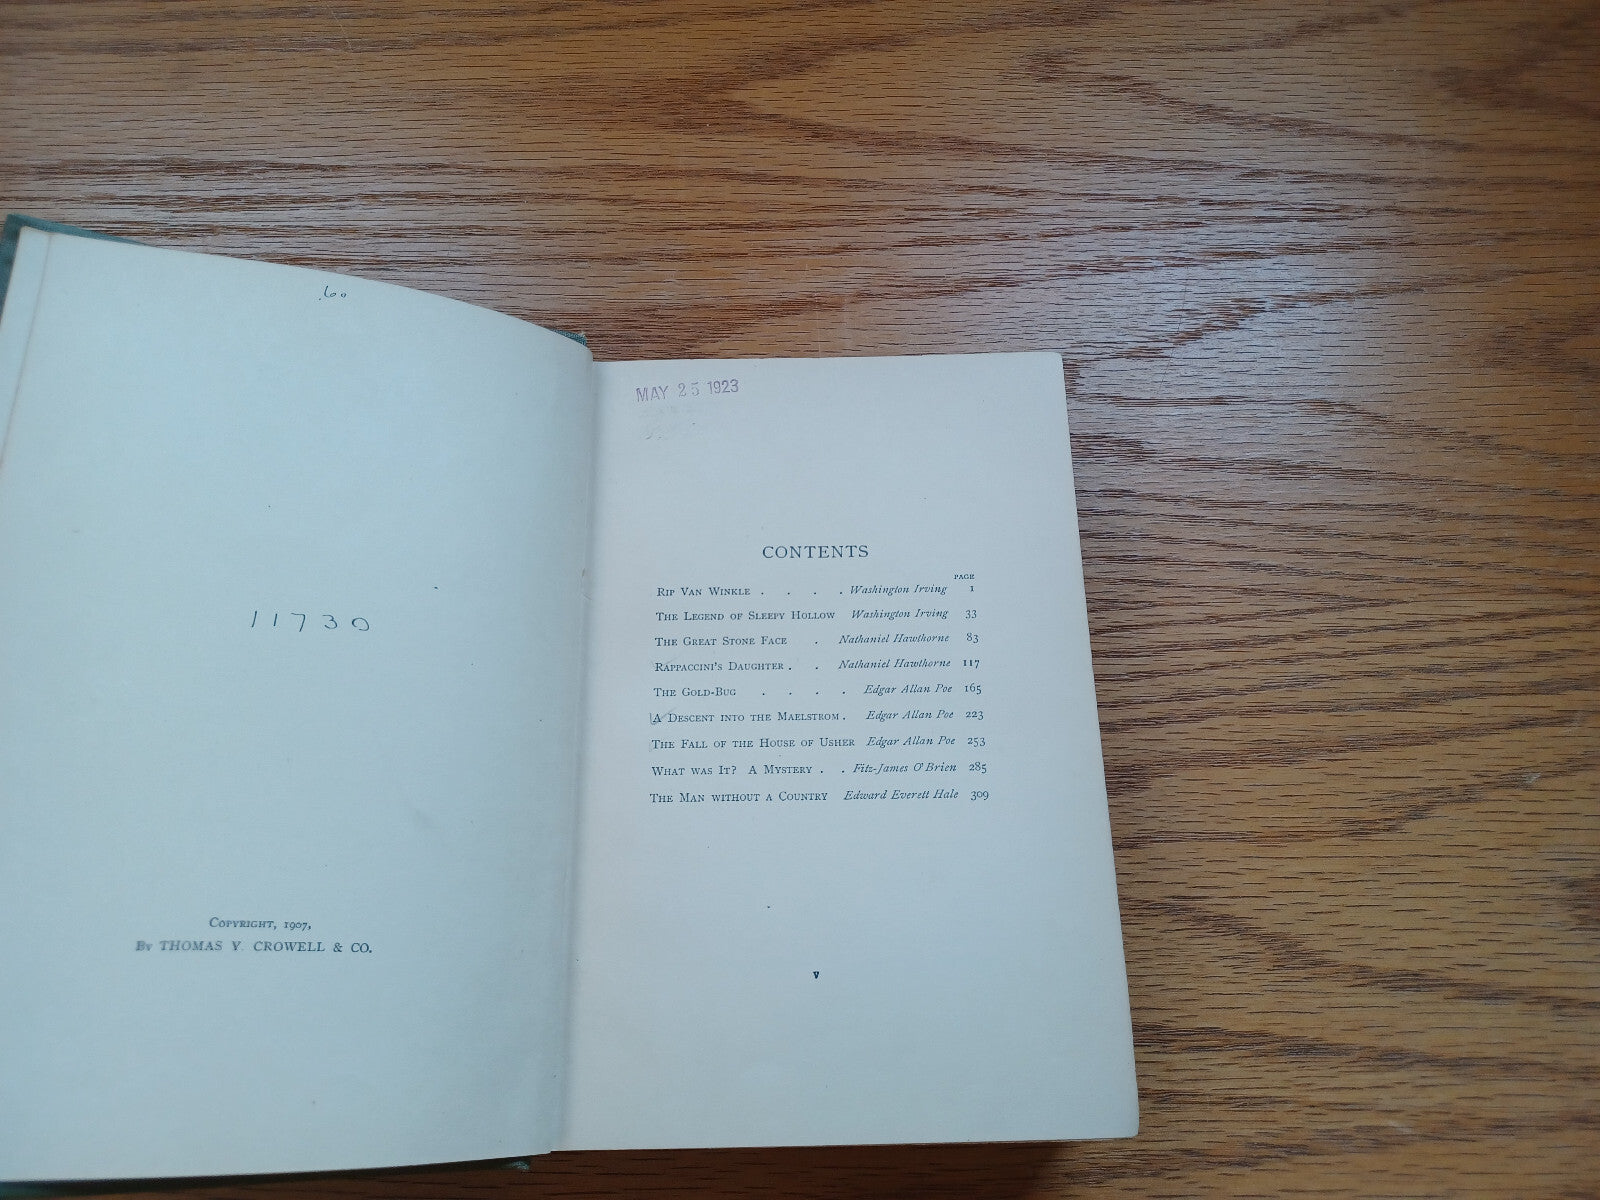 .60
11730
Copyright, 1907,
By THOMAS Y. CROWELL & CO.
MAY 25 1923
CONTENTS
PAGE
Rip Van Winkle . . . . Washington Irving 1
The Legend of Sleepy Hollow Washington Irving 33
The Great Stone Face . Nathaniel Hawthorne 83
Rappaccini's Daughter . . Nathaniel Hawthorne 117
The Gold-Bug . . . . Edgar Allan Poe 165
A Descent into the Maelstrom . Edgar Allan Poe 223
The Fall of the House of Usher Edgar Allan Poe 253
What was It? A Mystery . . Fitz-James O'Brien 285
The Man without a Country Edward Everett Hale 309
v